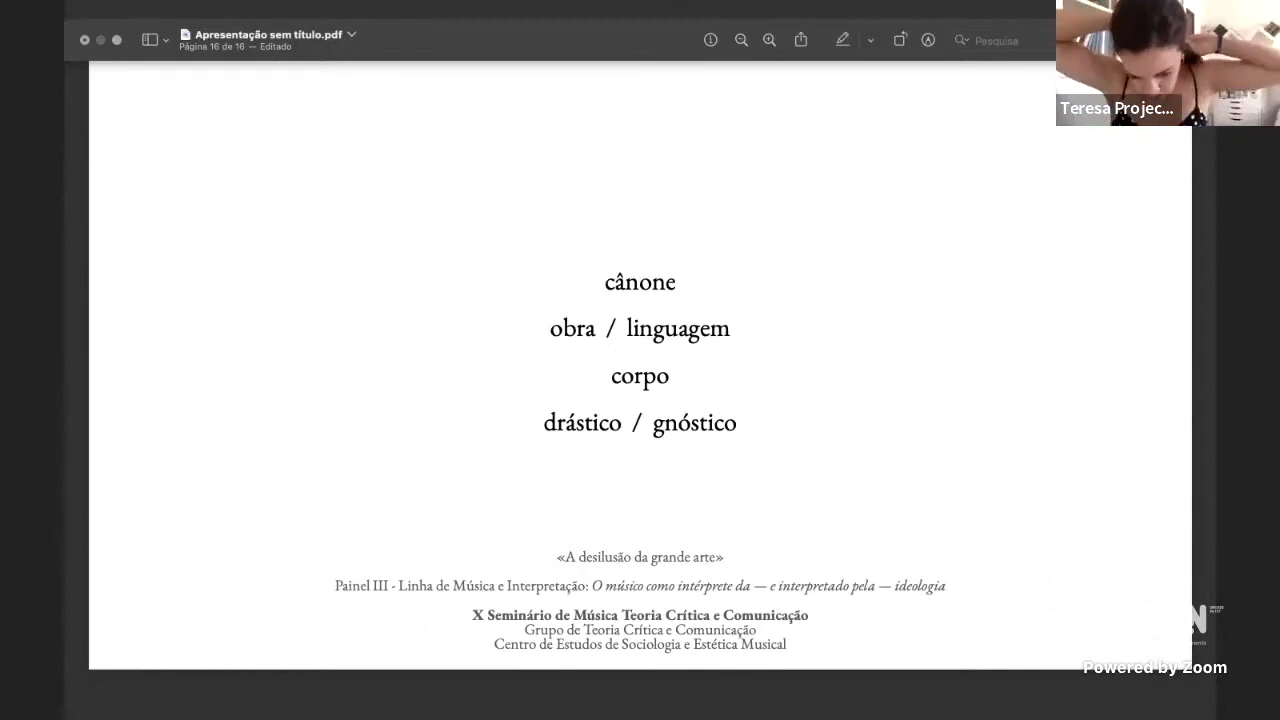 Apresentação sem título.pdf
Página 16 de 16 — Editado
Pesquisa
Teresa Projec...
cânone
obra / linguagem
corpo
drástico / gnóstico
«A desilusão da grande arte»
Painel III - Linha de Música e Interpretação: O músico como intérprete da — e interpretado pela — ideologia
X Seminário de Música Teoria Crítica e Comunicação
Grupo de Teoria Crítica e Comunicação
Centro de Estudos de Sociologia e Estética Musical
Powered by Zoom